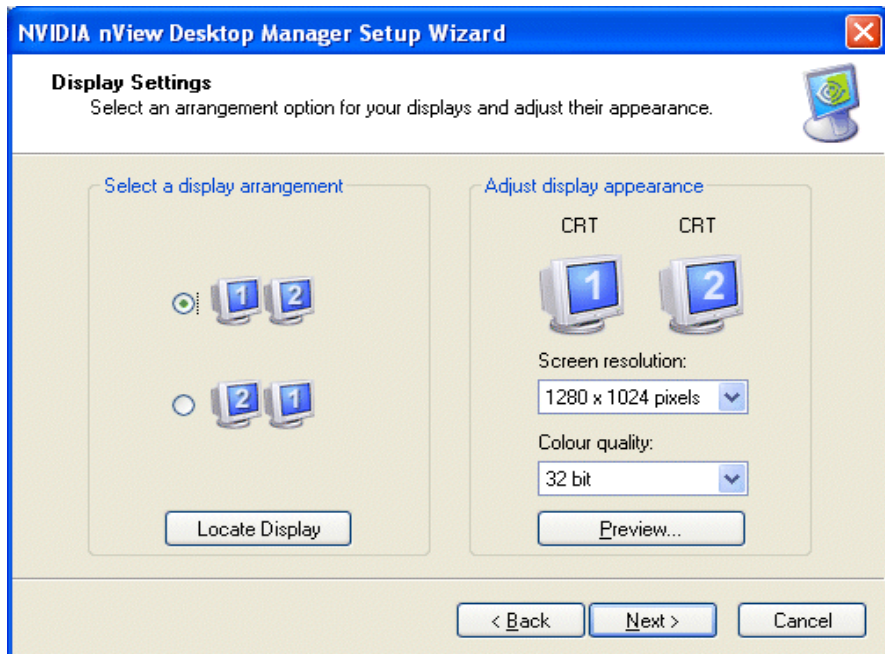 NVIDIA nView Desktop Manager Setup Wizard
Display Settings
Select an arrangement option for your displays and adjust their appearance.
Select a display arrangement
1 2
2 1
Locate Display
Adjust display appearance
CRT CRT
1 2
Screen resolution:
1280 x 1024 pixels
Colour quality:
32 bit
Preview...
< Back Next > Cancel